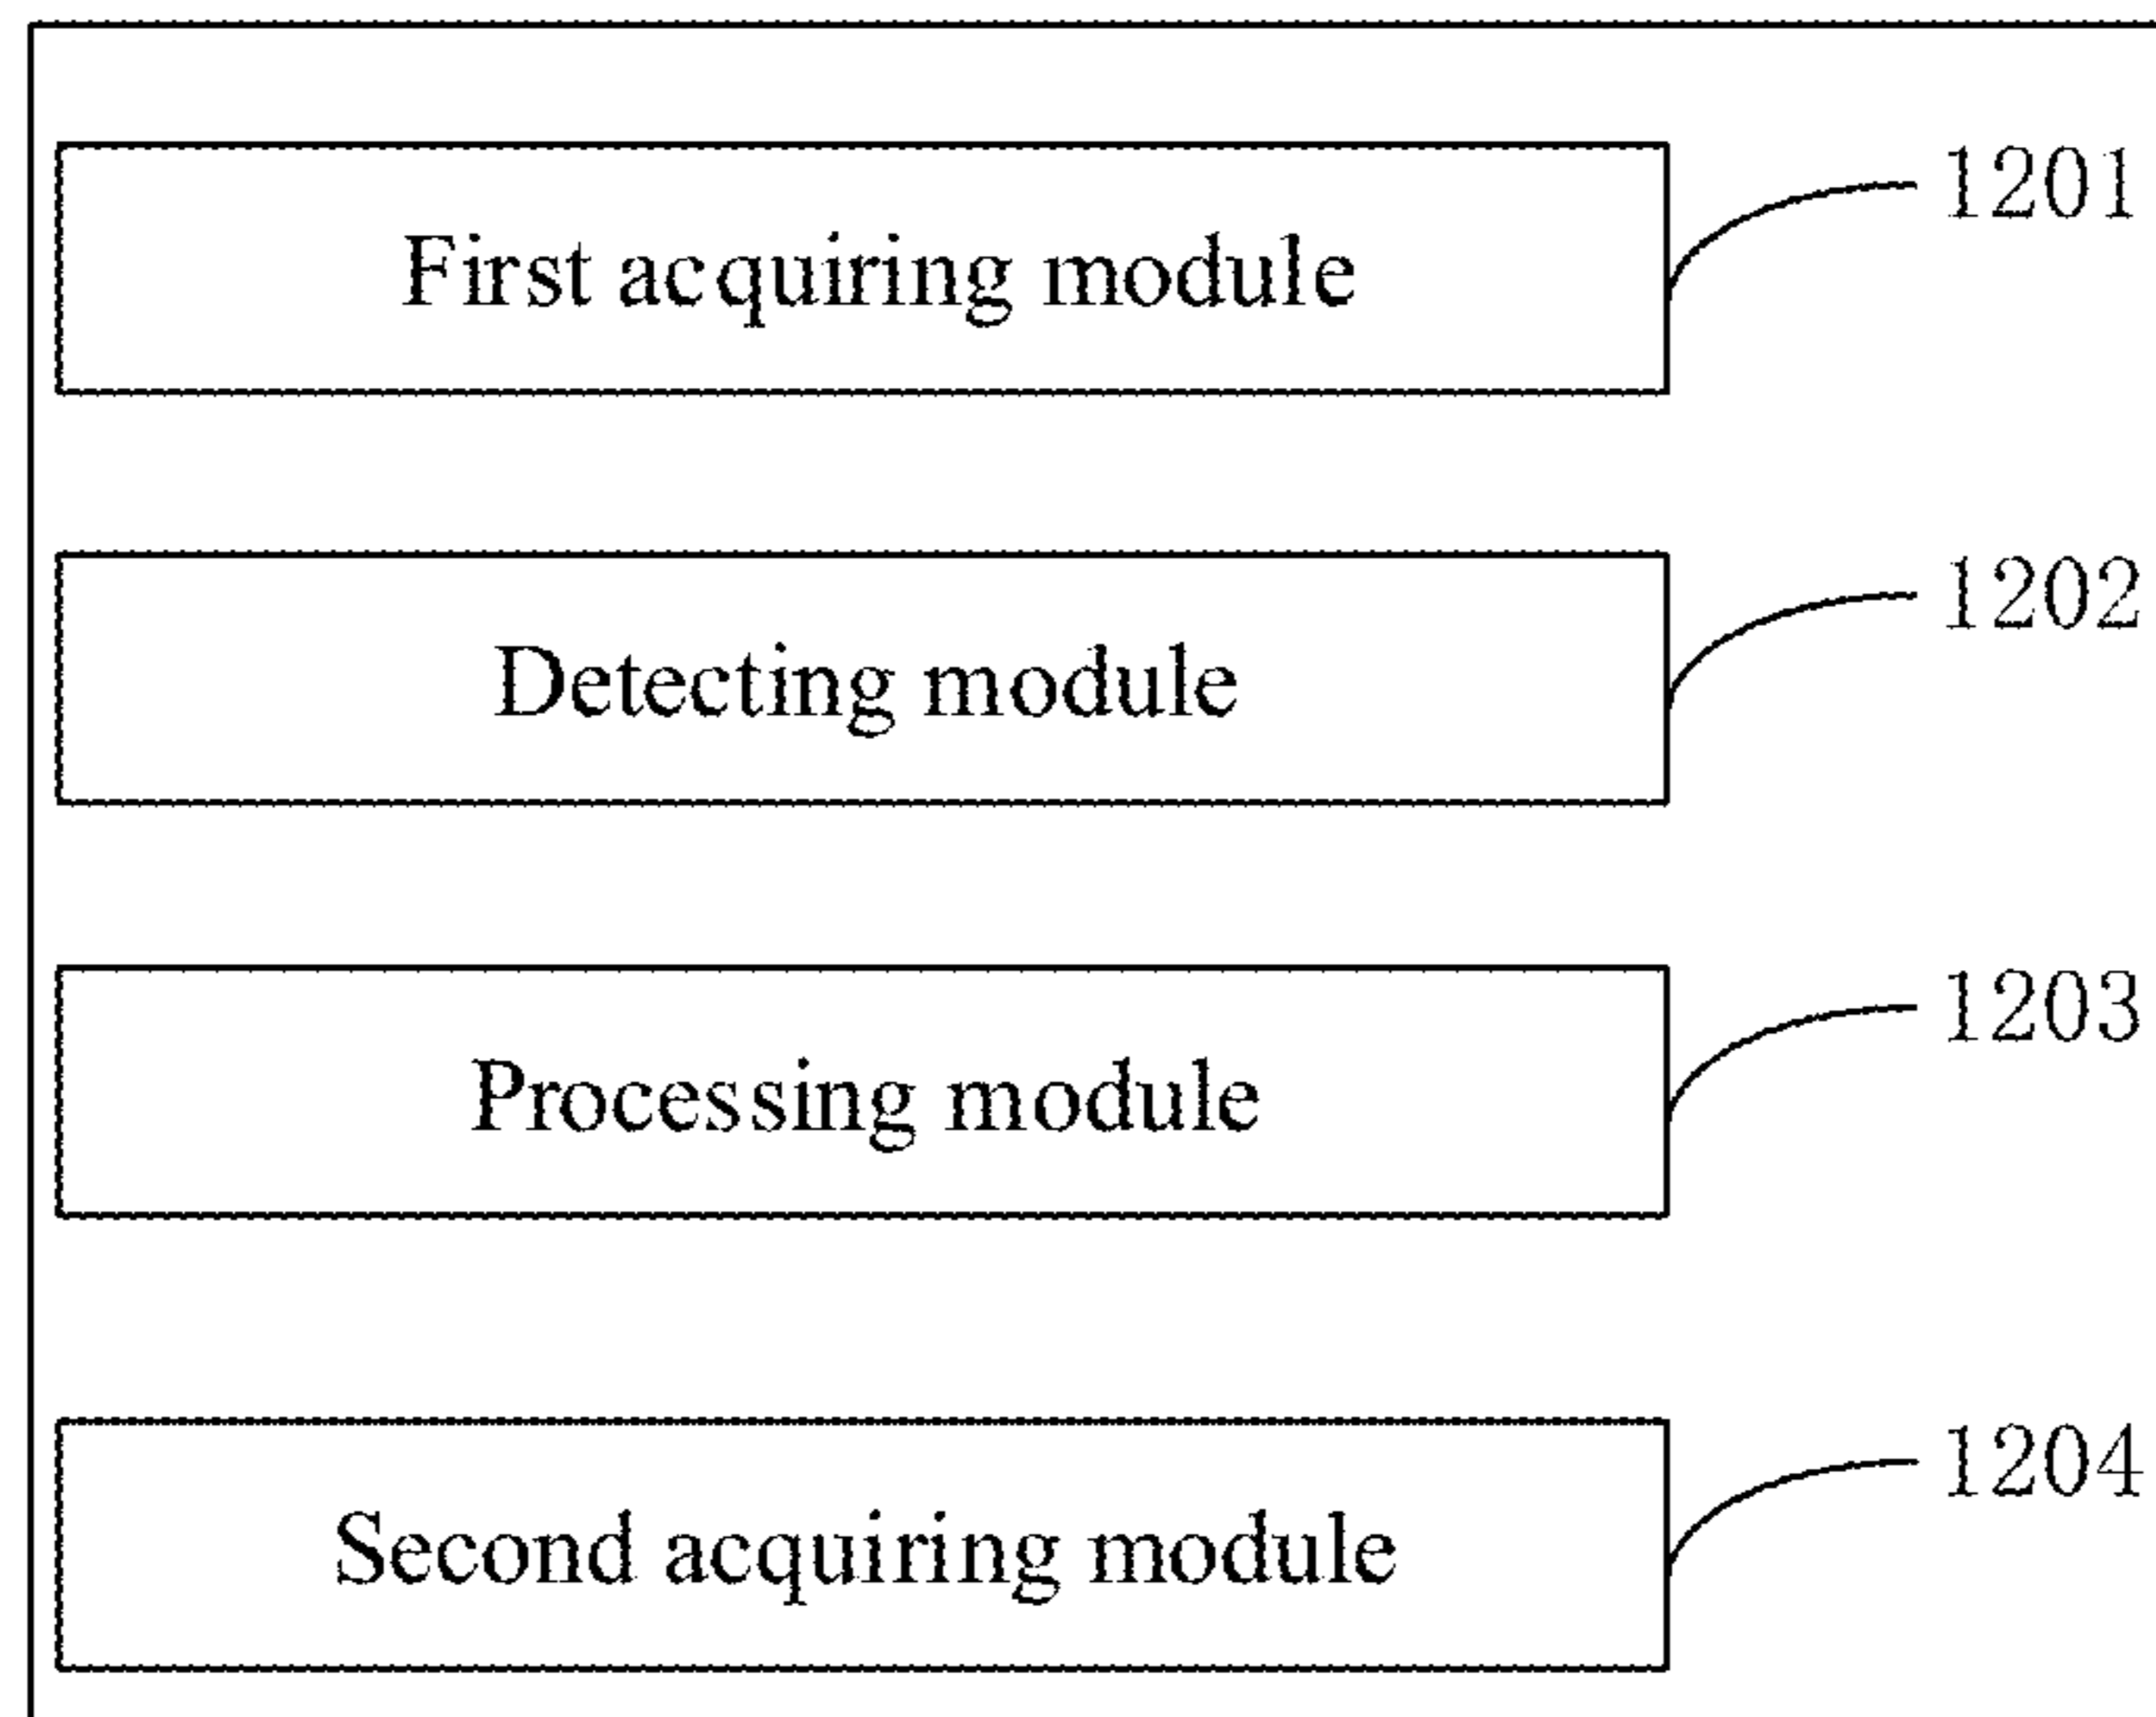 1201
First acquiring module
1202
Detecting module
1203
Processing module
1204
Second acquiring module